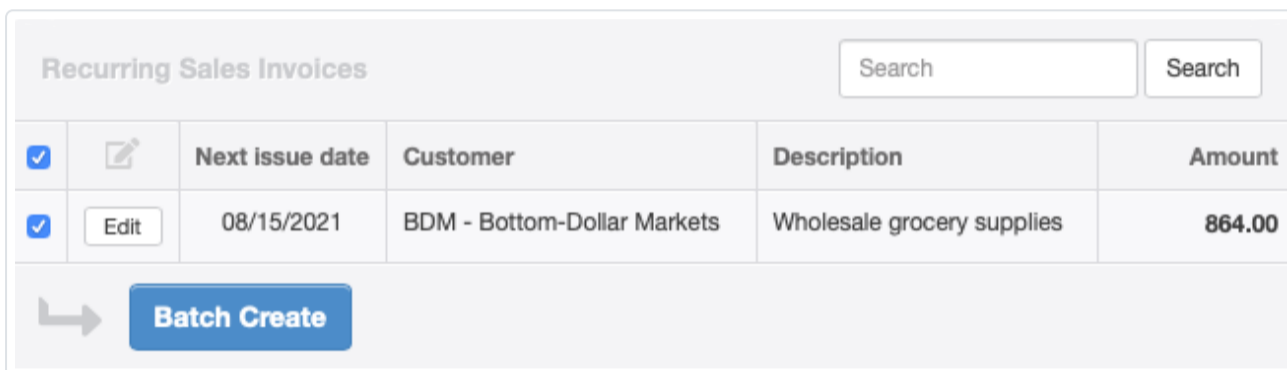 Recurring Sales Invoices Search Search
Next issue date Customer Description Amount
Edit 08/15/2021 BDM - Bottom-Dollar Markets Wholesale grocery supplies 864.00
Batch Create